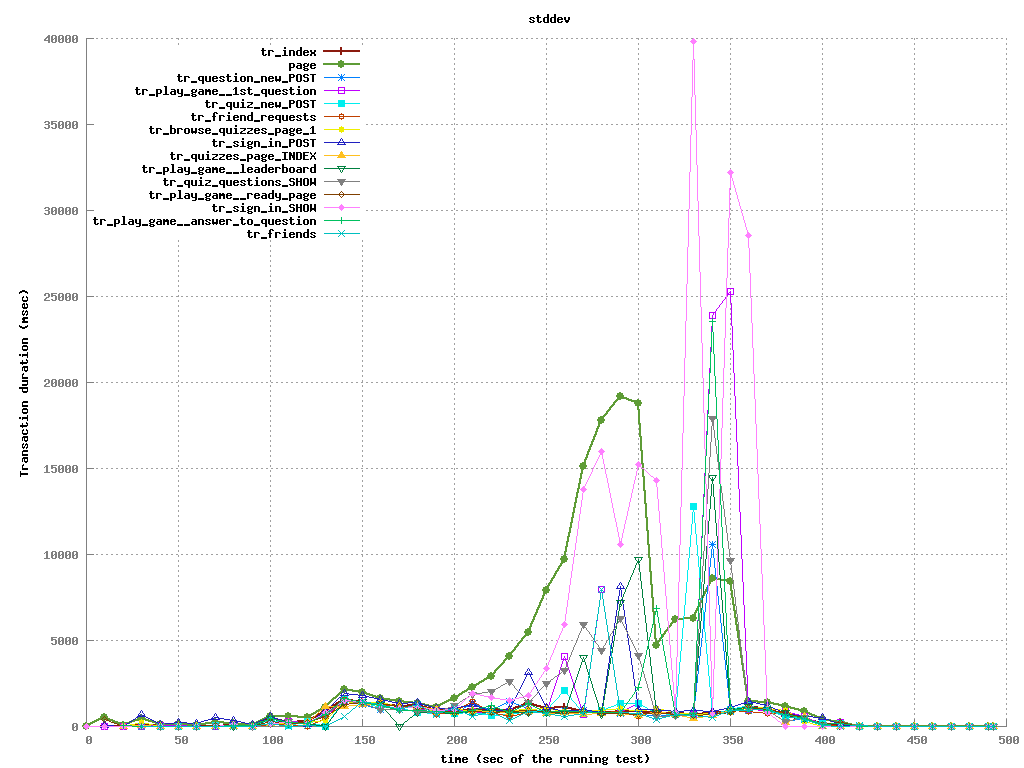 stddev
tr_index
page
tr_question_new_POST
tr_play_game__1st_question
tr_quiz_new_POST
tr_friend_requests
tr_browse_quizzes_page_1
tr_sign_in_POST
tr_quizzes_page_INDEX
tr_play_game__leaderboard
tr_quiz_questions_SHOW
tr_play_game__ready_page
tr_sign_in_SHOW
tr_play_game__answer_to_question
tr_friends
40000
35000
30000
25000
20000
15000
10000
5000
0
Transaction duration (msec)
0 50 100 150 200 250 300 350 400 450 500
time (sec of the running test)